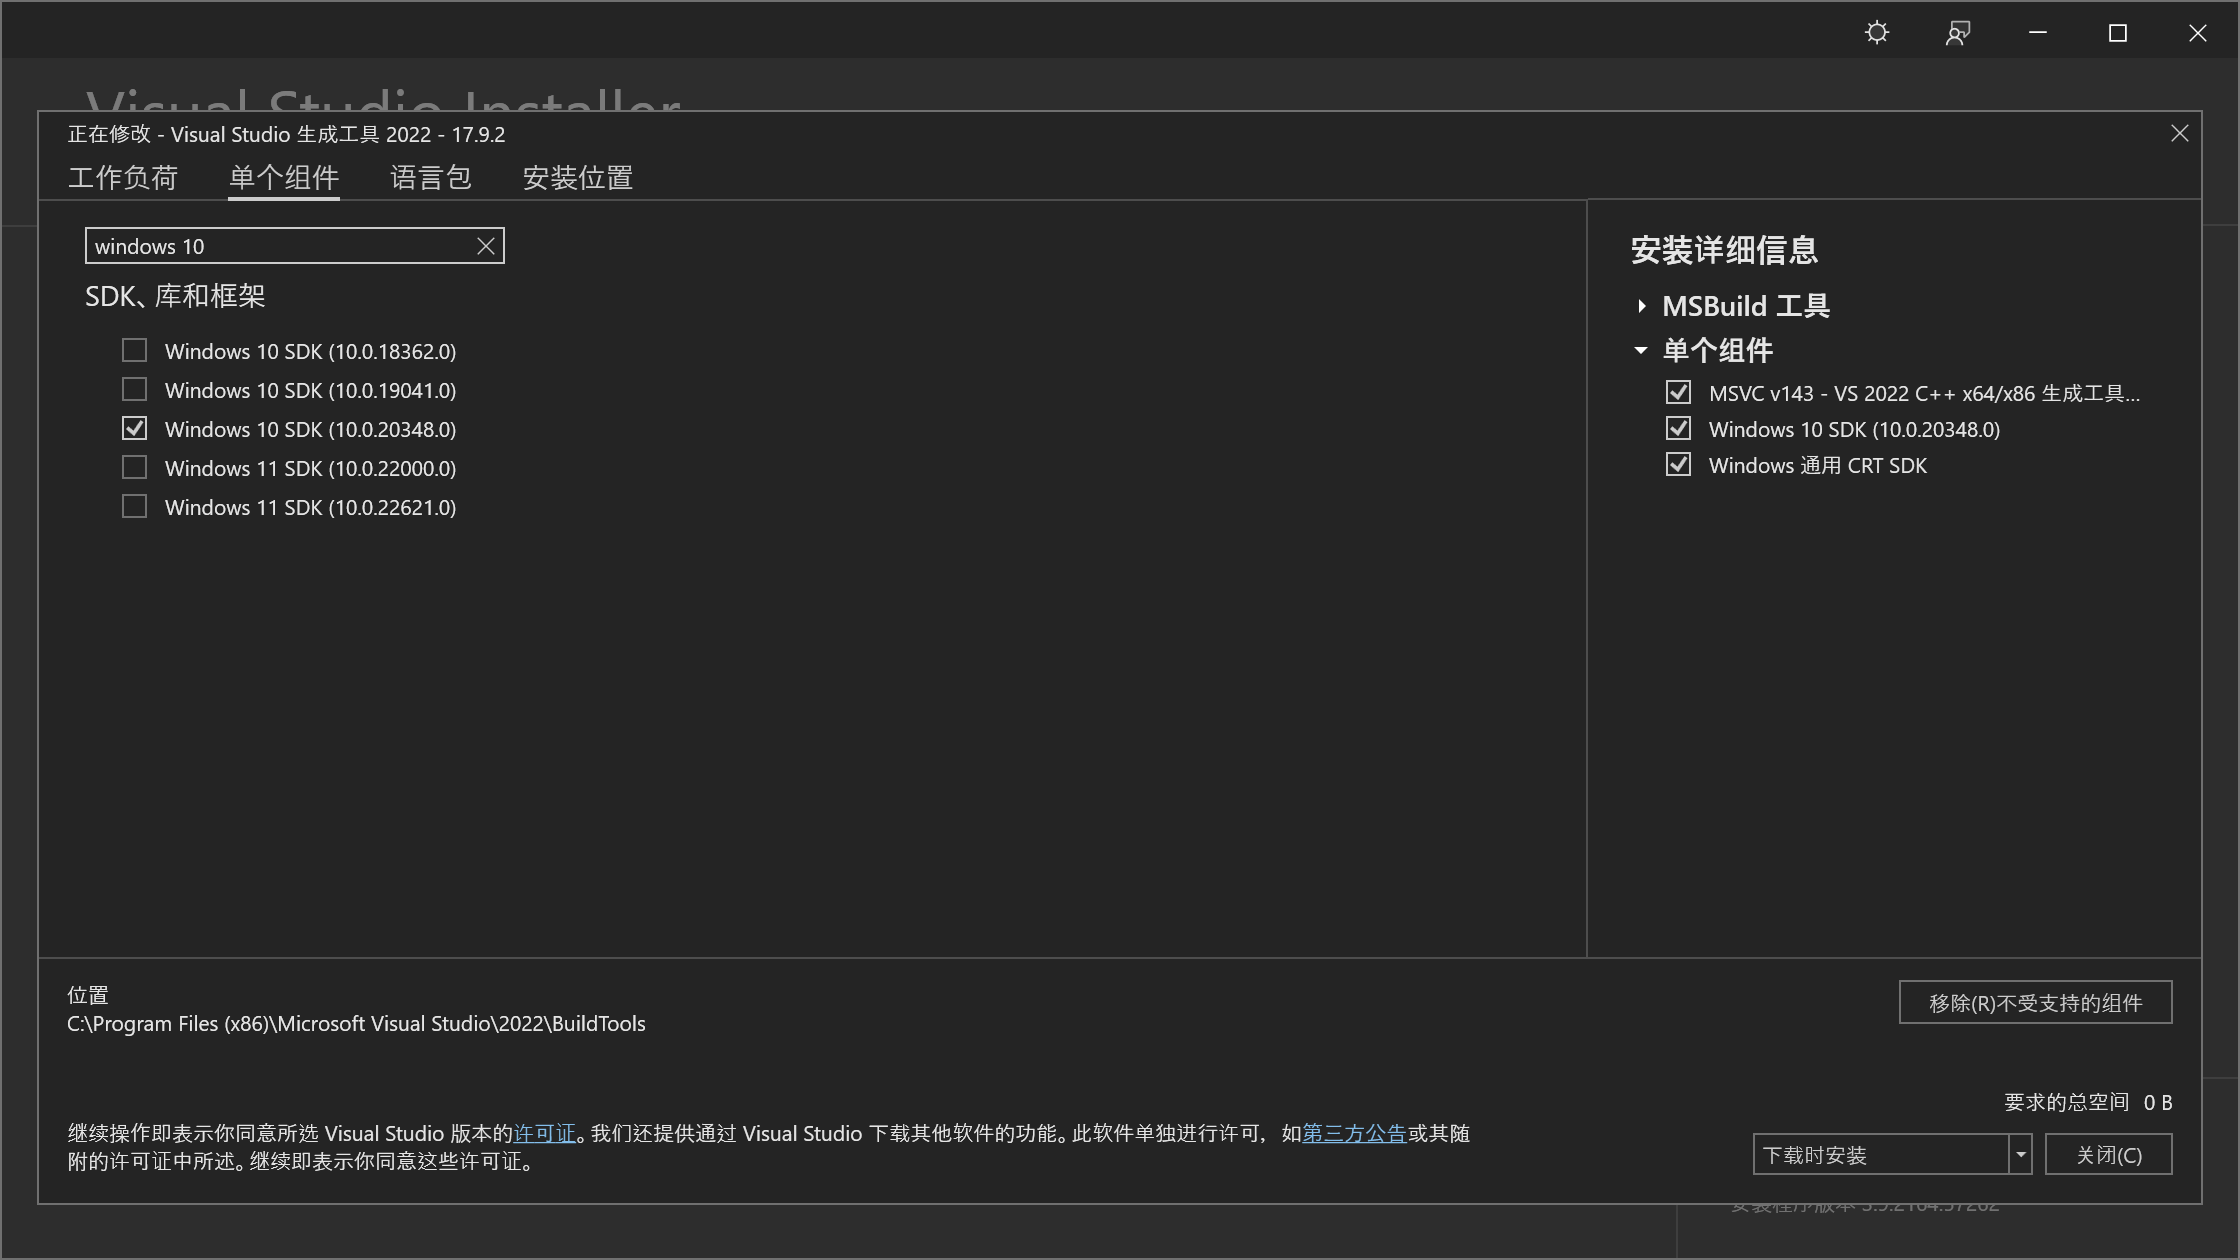 Visual Studio Installer
正在修改 - Visual Studio 生成工具 2022 - 17.9.2
工作负荷 单个组件 语言包 安装位置
windows 10
SDK、库和框架
Windows 10 SDK (10.0.18362.0)
Windows 10 SDK (10.0.19041.0)
Windows 10 SDK (10.0.20348.0)
Windows 11 SDK (10.0.22000.0)
Windows 11 SDK (10.0.22621.0)
安装详细信息
MSBuild 工具
单个组件
MSVC v143 - VS 2022 C++ x64/x86 生成工具...
Windows 10 SDK (10.0.20348.0)
Windows 通用 CRT SDK
位置
C:\Program Files (x86)\Microsoft Visual Studio\2022\BuildTools
移除(R)不受支持的组件
要求的总空间 0 B
继续操作即表示你同意所选 Visual Studio 版本的许可证。我们还提供通过 Visual Studio 下载其他软件的功能。此软件单独进行许可，如第三方公告或其随
附的许可证中所述。继续即表示你同意这些许可证。
下载时安装
关闭(C)
安装程序版本